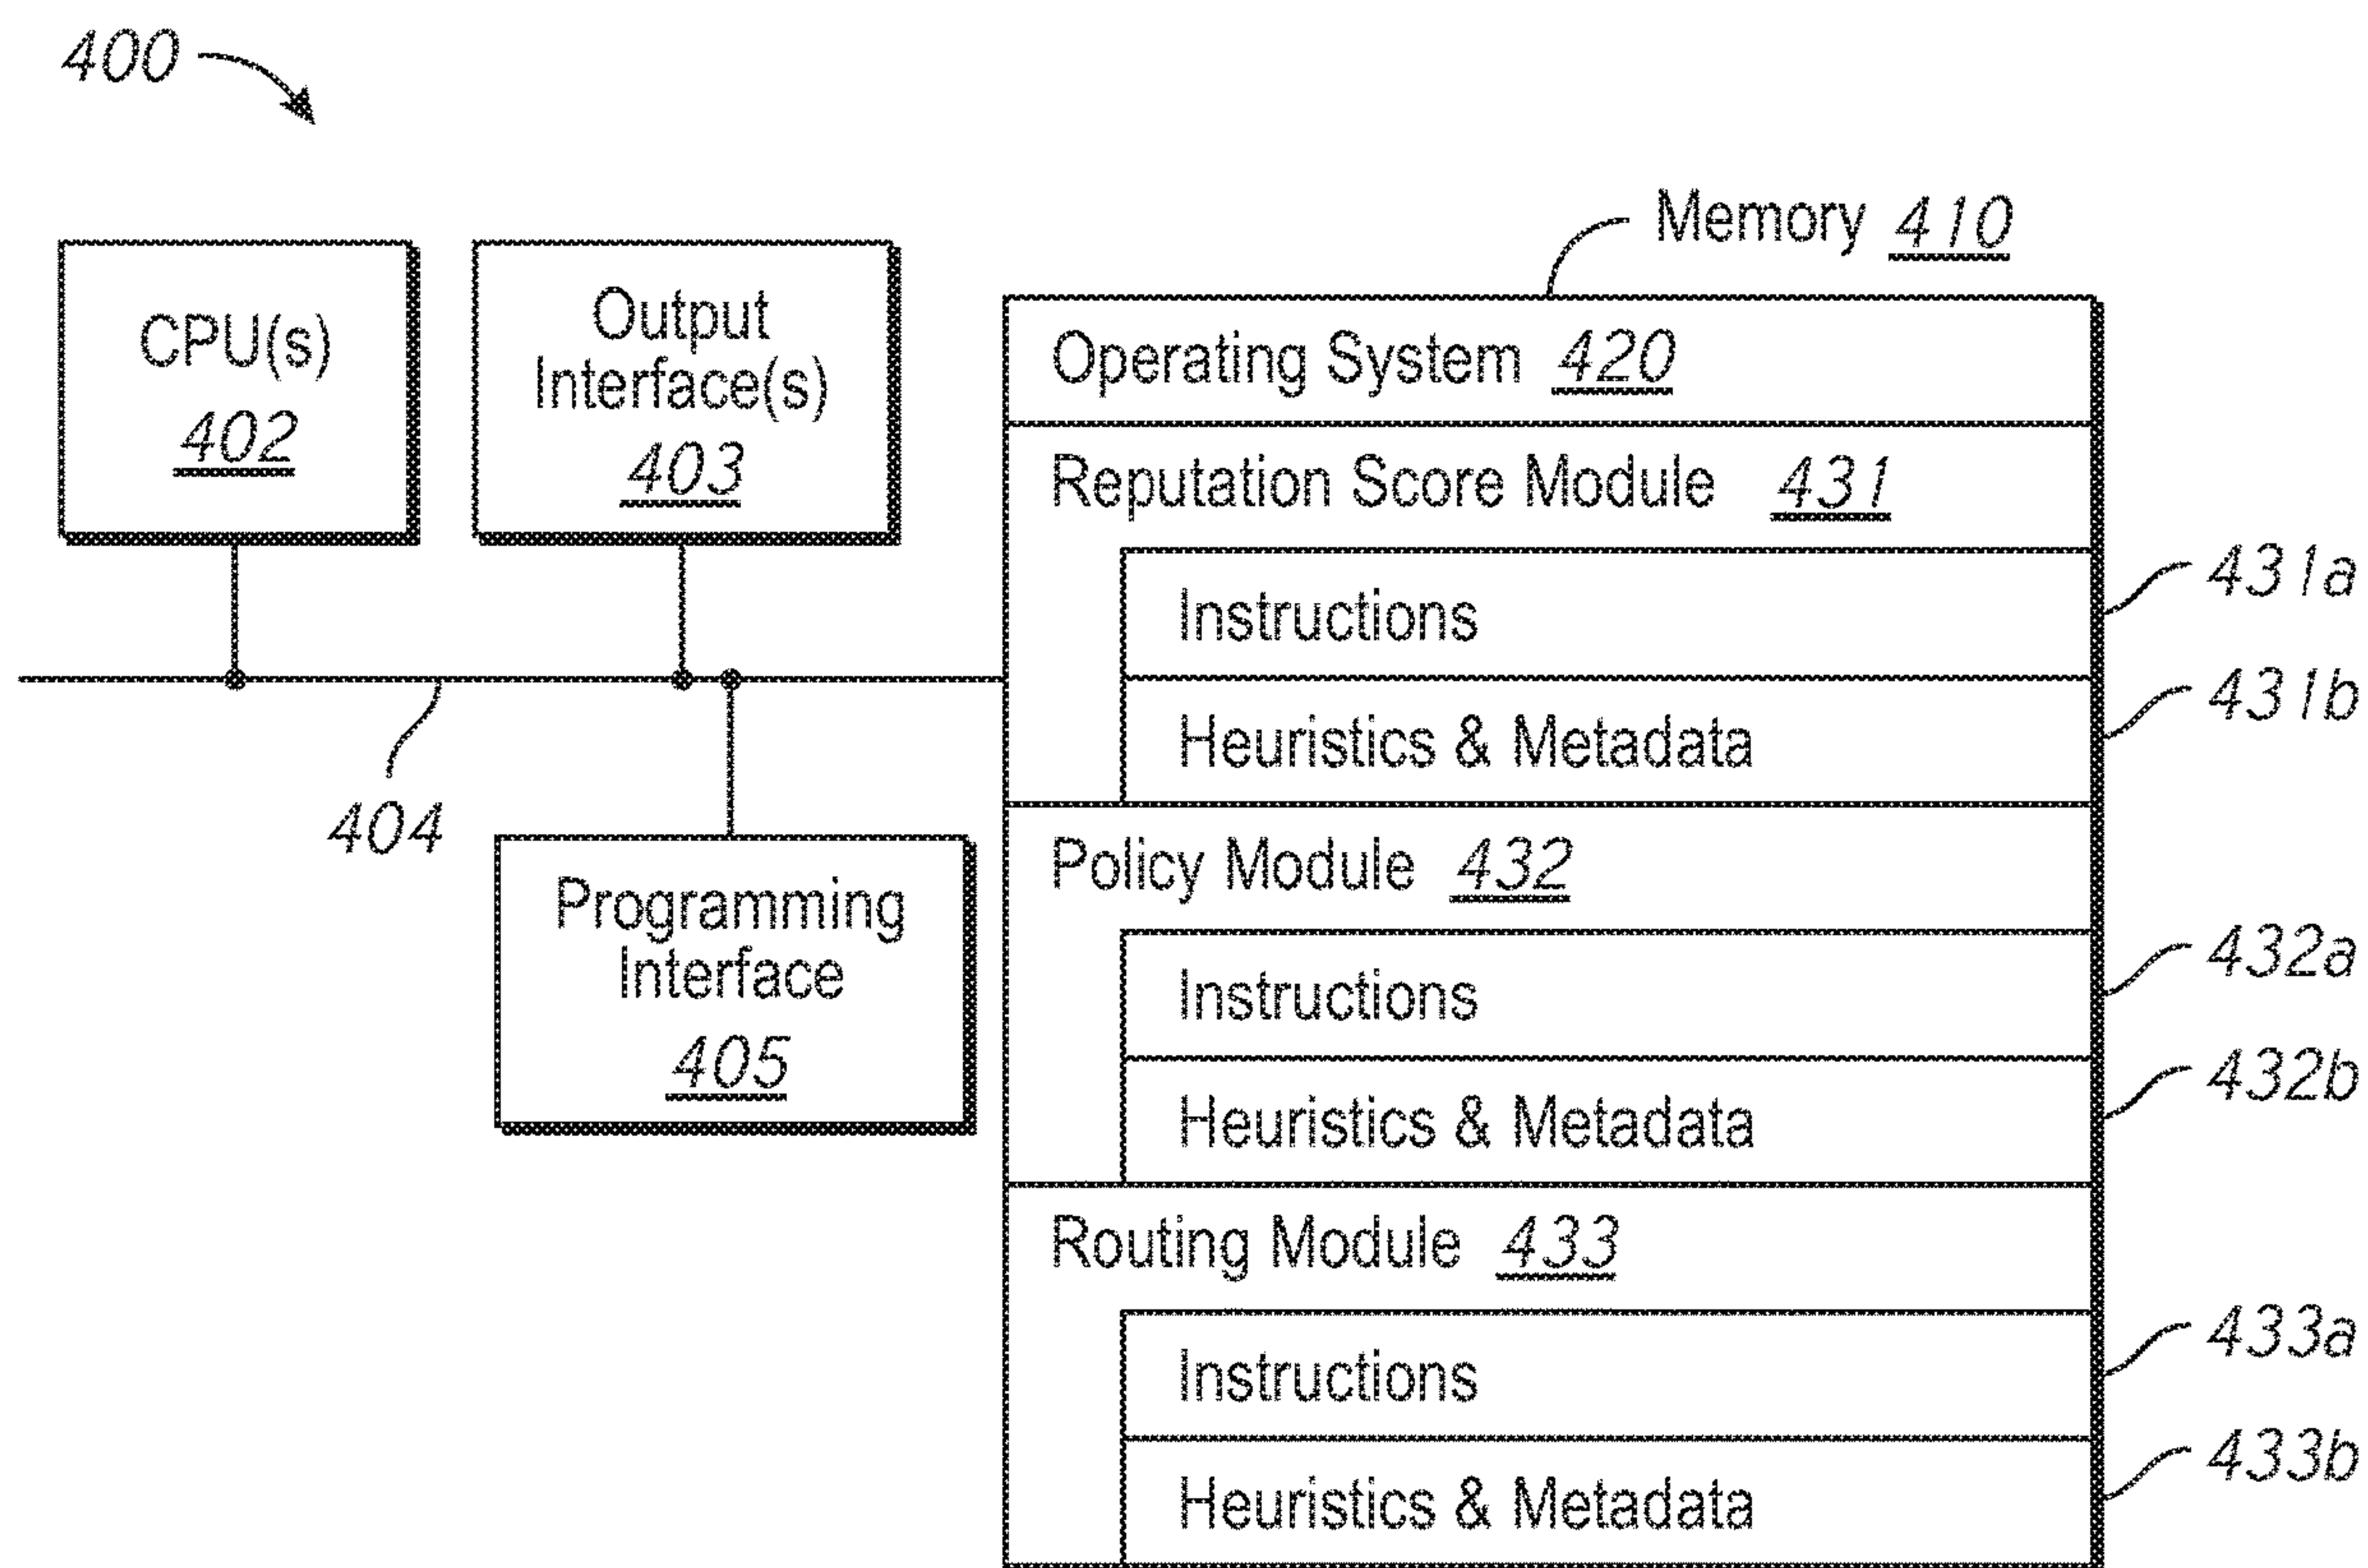 400
Memory 410
CPU(s)
402
Output
Interface(s)
403
404
Programming
Interface
405
Operating System 420
Reputation Score Module 431
Instructions
431a
Heuristics & Metadata
431b
Policy Module 432
Instructions
432a
Heuristics & Metadata
432b
Routing Module 433
Instructions
433a
Heuristics & Metadata
433b